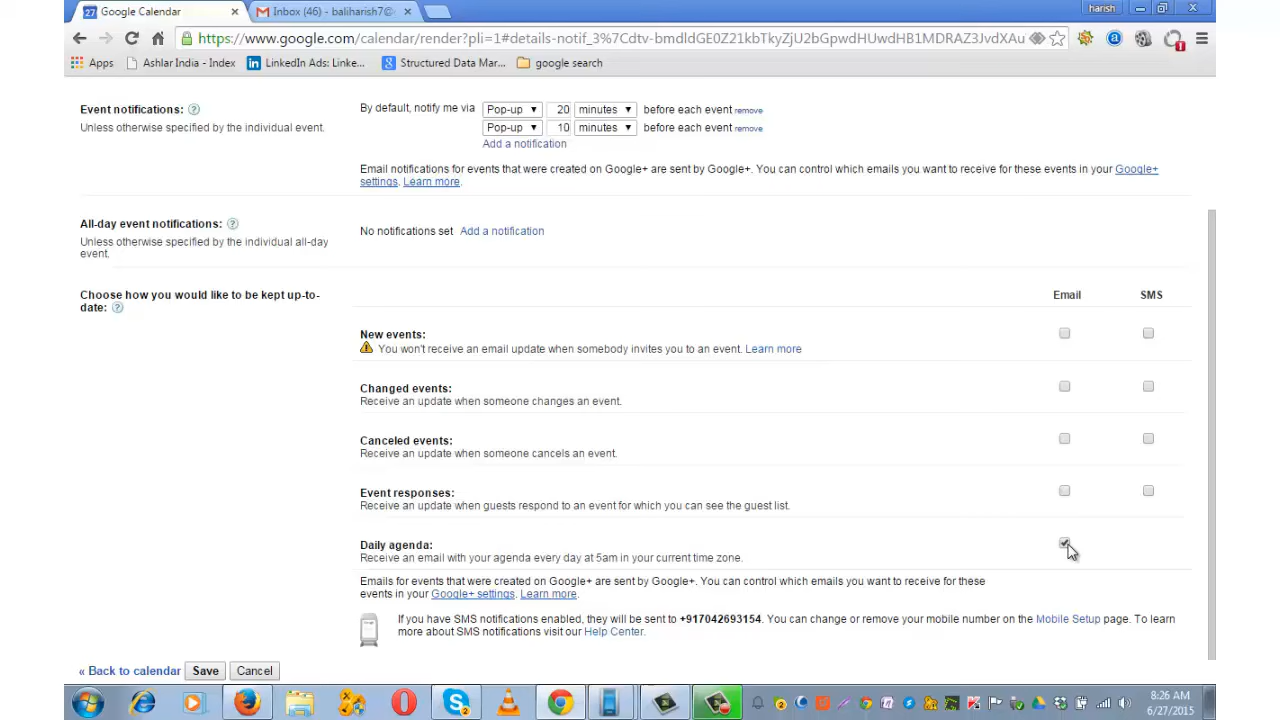 27 Google Calendar × Inbox (46) - baliharish7@ × harish
https://www.google.com/calendar/render?pli=1#details-notif_3%7Cdtv-bmdldGE0Z21kbTkyZjU2bGpwdHUwdHB1MDRAZ3JvdXAu
Apps Ashlar India - Index LinkedIn Ads: Linke... Structured Data Mar... google search
Event notifications: ? By default, notify me via Pop-up 20 minutes before each event remove
Unless otherwise specified by the individual event. Pop-up 10 minutes before each event remove
Add a notification
Email notifications for events that were created on Google+ are sent by Google+. You can control which emails you want to receive for these events in your Google+
settings. Learn more.
All-day event notifications: ?
Unless otherwise specified by the individual all-day
event.
No notifications set Add a notification
Choose how you would like to be kept up-to-
date: ?
Email SMS
New events:
You won't receive an email update when somebody invites you to an event. Learn more
Changed events:
Receive an update when someone changes an event.
Canceled events:
Receive an update when someone cancels an event.
Event responses:
Receive an update when guests respond to an event for which you can see the guest list.
Daily agenda:
Receive an email with your agenda every day at 5am in your current time zone.
Emails for events that were created on Google+ are sent by Google+. You can control which emails you want to receive for these
events in your Google+ settings. Learn more.
If you have SMS notifications enabled, they will be sent to +917042693154. You can change or remove your mobile number on the Mobile Setup page. To learn
more about SMS notifications visit our Help Center.
« Back to calendar Save Cancel
8:26 AM
6/27/2015